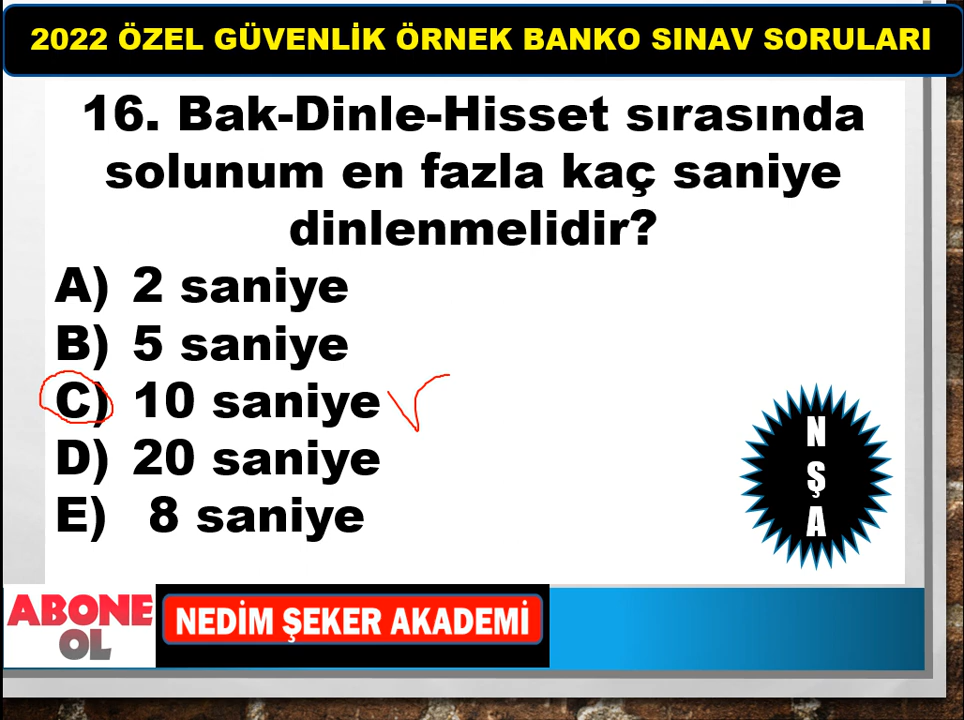 2022 ÖZEL GÜVENLİK ÖRNEK BANKO SINAV SORULARI
16. Bak-Dinle-Hisset sırasında
solunum en fazla kaç saniye
dinlenmelidir?
A) 2 saniye
B) 5 saniye
C) 10 saniye
D) 20 saniye
E) 8 saniye
N
Ş
A
ABONE
OL
NEDİM ŞEKER AKADEMİ